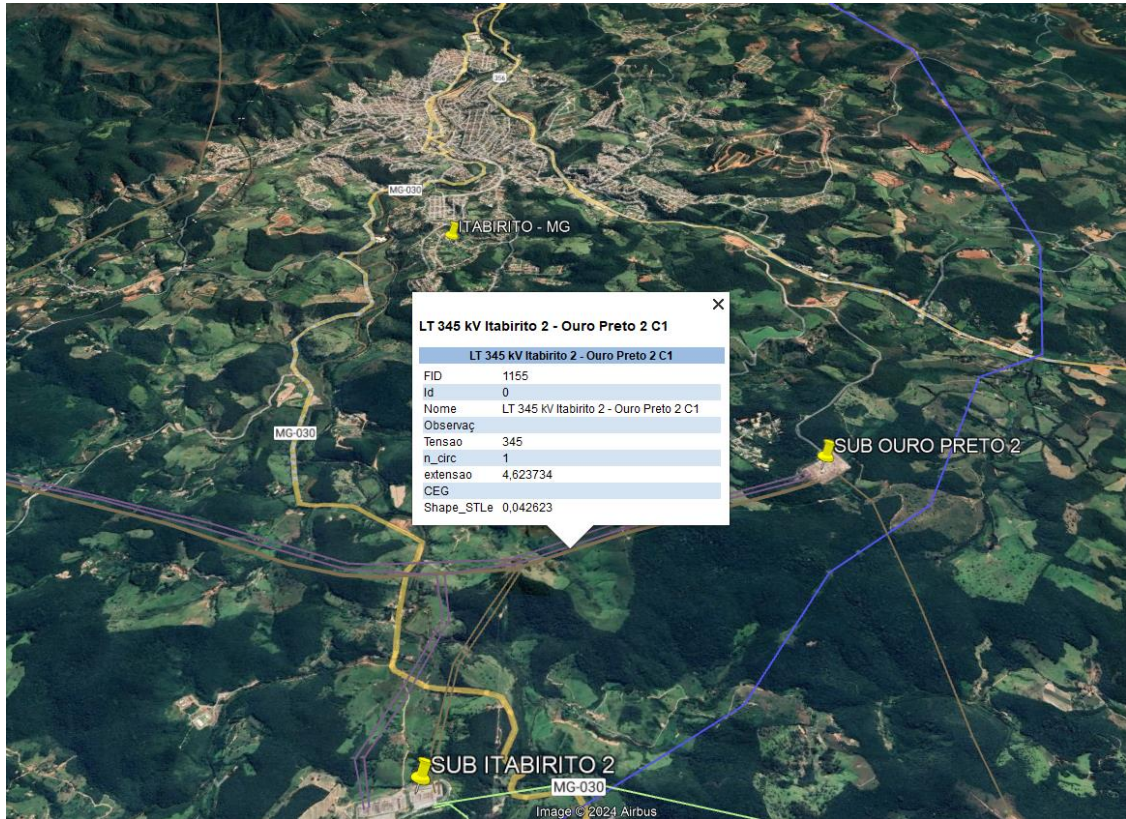 356
MG-030
ITABIRITO - MG
LT 345 kV Itabirito 2 - Ouro Preto 2 C1
LT 345 kV Itabirito 2 - Ouro Preto 2 C1
FID 1155
Id 0
Nome LT 345 kV Itabirito 2 - Ouro Preto 2 C1
Observaç
Tensao 345
n_circ 1
extensao 4,623734
CEG
Shape_STLe 0,042623
MG-030
SUB OURO PRETO 2
SUB ITABIRITO 2
MG-030
Image © 2024 Airbus